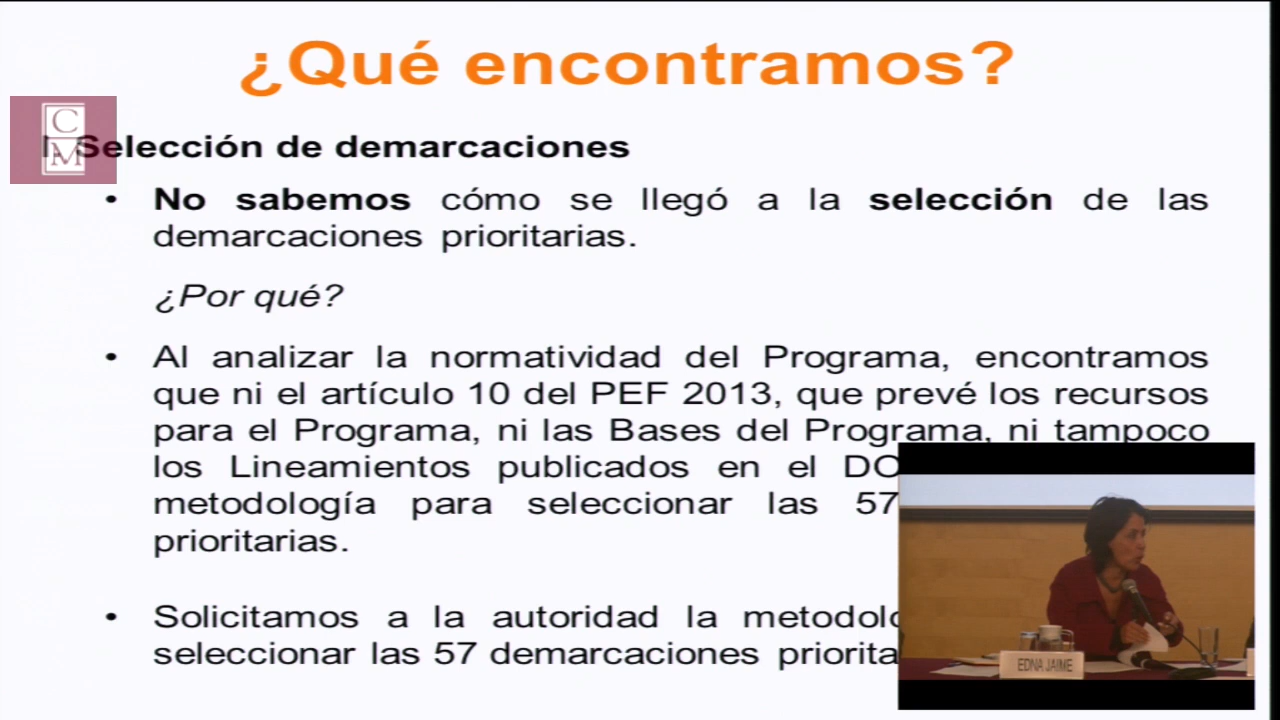 ¿Qué encontramos?
C
M
I. Selección de demarcaciones
• No sabemos cómo se llegó a la selección de las
demarcaciones prioritarias.
¿Por qué?
• Al analizar la normatividad del Programa, encontramos
que ni el artículo 10 del PEF 2013, que prevé los recursos
para el Programa, ni las Bases del Programa, ni tampoco
los Lineamientos publicados en el
metodología para seleccionar las 57
prioritarias.
• Solicitamos a la autoridad la
seleccionar las 57 demarcaciones
EDNA JAIME